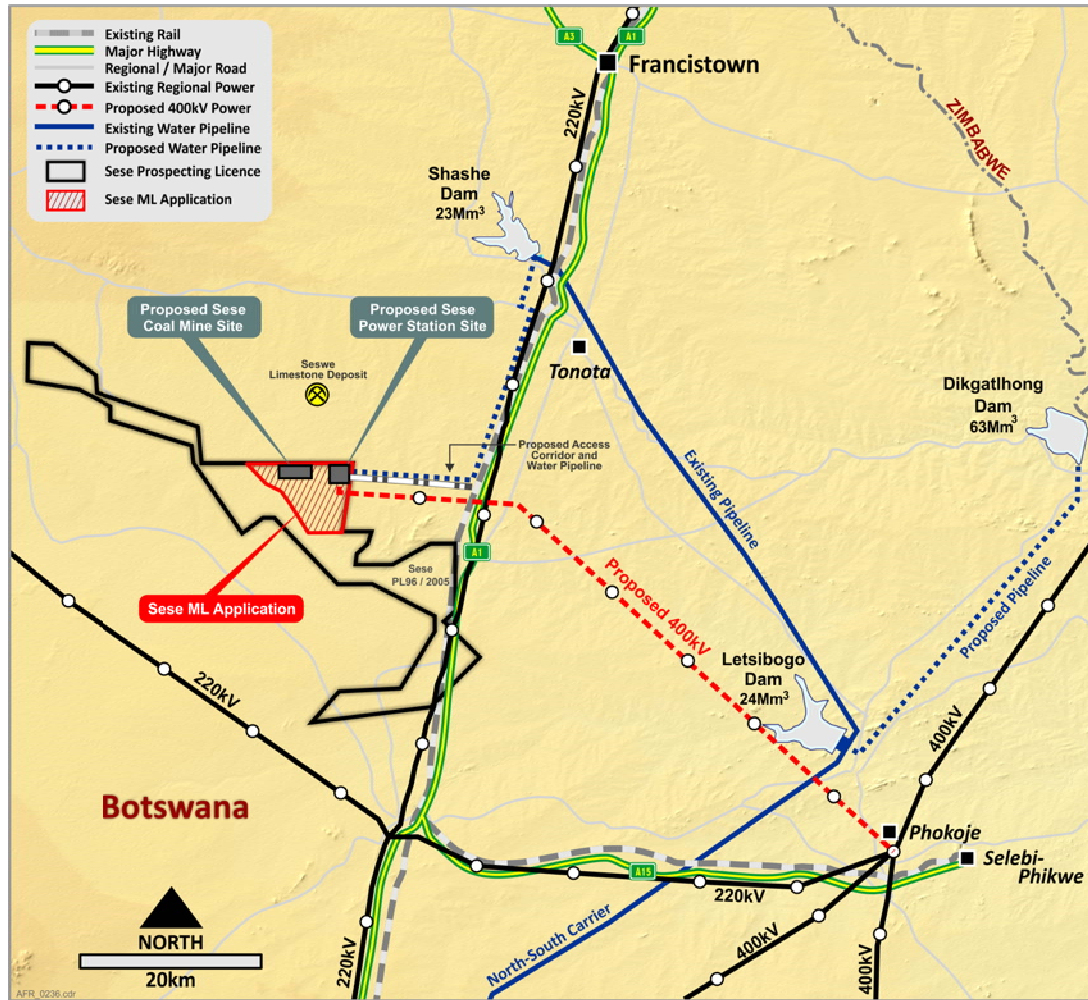 Existing Rail
Major Highway
Regional / Major Road
Existing Regional Power
Proposed 400kV Power
Existing Water Pipeline
Proposed Water Pipeline
Sese Prospecting Licence
Sese ML Application
A3
A1
Francistown
220kV
ZIMBABWE
Shashe
Dam
23Mm³
Proposed Sese
Coal Mine Site
Proposed Sese
Power Station Site
Seswe
Limestone Deposit
Tonota
Dikgatlhong
Dam
63Mm³
Proposed Access
Corridor and
Water Pipeline
Existing Pipeline
A1
Sese
PL96 / 2005
Sese ML Application
Proposed 400kV
Proposed Pipeline
Letsibogo
Dam
24Mm³
220kV
400kV
Botswana
Phokoje
Selebi-
Phikwe
A15
220kV
NORTH
20km
220kV
North-South Carrier
400kV
400kV
AFR_0236.cdr